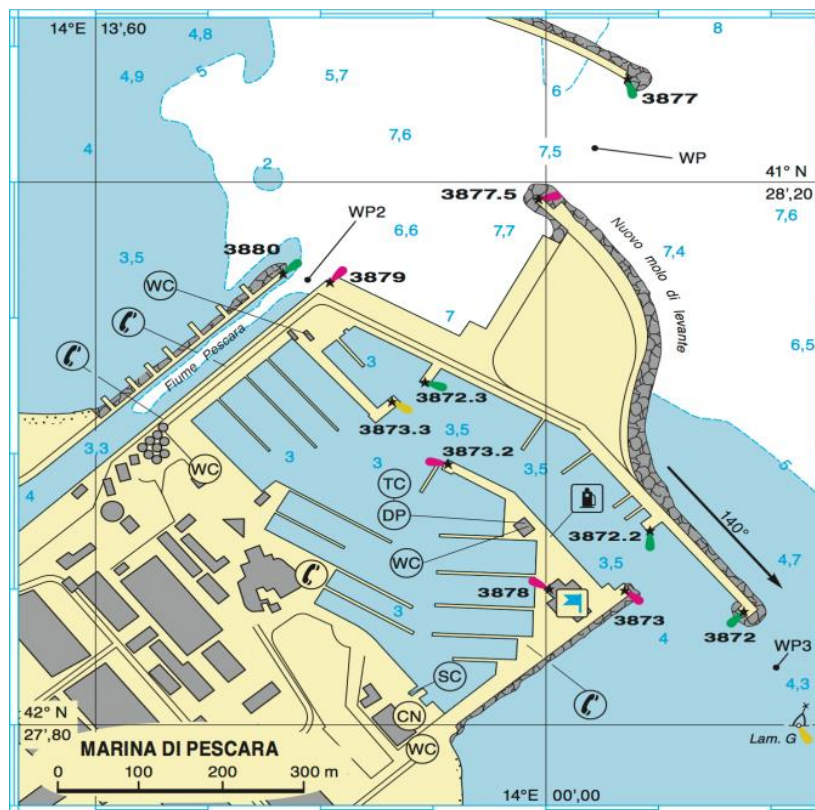 14°E 13,60
4,8
8
4,9
5
5,7
6
3877
7,6
4
7,5
WP
2
41° N
28',20
3877.5
WP2
7,6
6,6
7,7
Nuovo molo di levante
7,4
3,5
3880
3879
WC
7
6,5
Fiume Pescara
3
3872.3
3873.3
3,5
3873.2
3,3
3
3
3,5
5
WC
TC
4
DP
140°
3872.2
WC
3,5
4,7
3878
3
3873
4
3872
WP3
SC
4,3
42° N
27',80
CN
Lam. G
MARINA DI PESCARA
WC
0 100 200 300 m
14°E 00',00